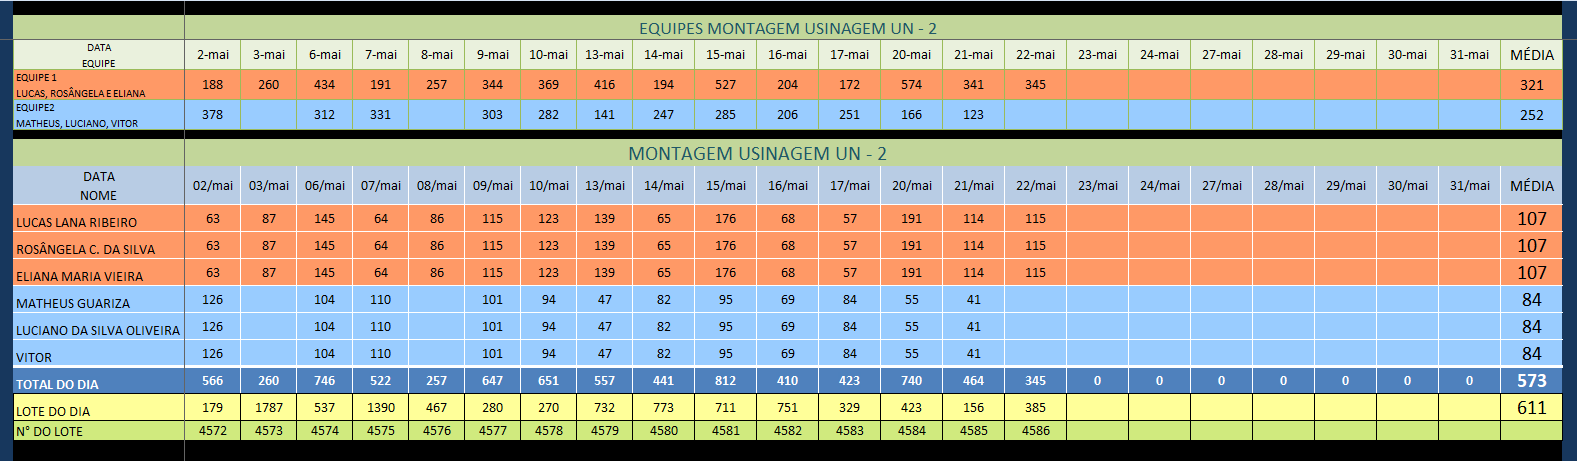 EQUIPES MONTAGEM USINAGEM UN - 2
DATA
EQUIPE 2-mai 3-mai 6-mai 7-mai 8-mai 9-mai 10-mai 13-mai 14-mai 15-mai 16-mai 17-mai 20-mai 21-mai 22-mai 23-mai 24-mai 27-mai 28-mai 29-mai 30-mai 31-mai MÉDIA
EQUIPE 1
LUCAS, ROSÂNGELA E ELIANA 188 260 434 191 257 344 369 416 194 527 204 172 574 341 345 321
EQUIPE2
MATHEUS, LUCIANO, VITOR 378 312 331 303 282 141 247 285 206 251 166 123 252
MONTAGEM USINAGEM UN - 2
DATA
NOME 02/mai 03/mai 06/mai 07/mai 08/mai 09/mai 10/mai 13/mai 14/mai 15/mai 16/mai 17/mai 20/mai 21/mai 22/mai 23/mai 24/mai 27/mai 28/mai 29/mai 30/mai 31/mai MÉDIA
LUCAS LANA RIBEIRO 63 87 145 64 86 115 123 139 65 176 68 57 191 114 115 107
ROSÂNGELA C. DA SILVA 63 87 145 64 86 115 123 139 65 176 68 57 191 114 115 107
ELIANA MARIA VIEIRA 63 87 145 64 86 115 123 139 65 176 68 57 191 114 115 107
MATHEUS GUARIZA 126 104 110 101 94 47 82 95 69 84 55 41 84
LUCIANO DA SILVA OLIVEIRA 126 104 110 101 94 47 82 95 69 84 55 41 84
VITOR 126 104 110 101 94 47 82 95 69 84 55 41 84
TOTAL DO DIA 566 260 746 522 257 647 651 557 441 812 410 423 740 464 345 0 0 0 0 0 0 0 573
LOTE DO DIA 179 1787 537 1390 467 280 270 732 773 711 751 329 423 156 385 611
N° DO LOTE 4572 4573 4574 4575 4576 4577 4578 4579 4580 4581 4582 4583 4584 4585 4586